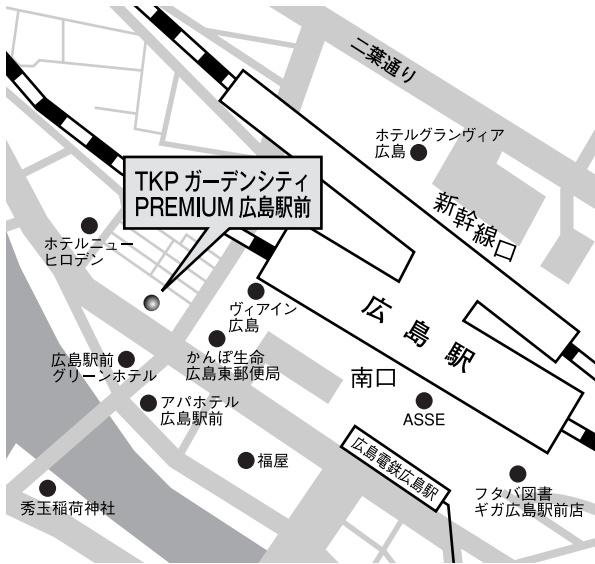 二葉通り
ホテルグランヴィア
広島
TKP ガーデンシティ
PREMIUM 広島駅前
新幹線口
ホテルニュー
ヒロデン
ヴィアイン
広島
広島駅
かんぽ生命
広島東郵便局
広島駅前
グリーンホテル
南口
アパホテル
広島駅前
ASSE
広島電鉄広島駅
福屋
フタバ図書
ギガ広島駅前店
秀玉稲荷神社